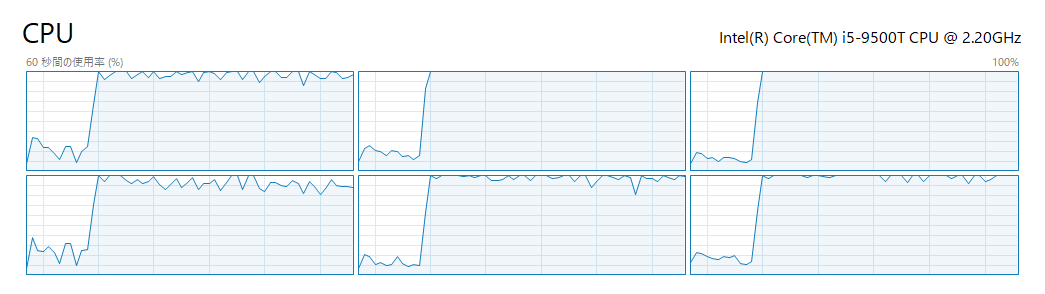 CPU
Intel(R) Core(TM) i5-9500T CPU @ 2.20GHz
60 秒間の使用率 (%)
100%